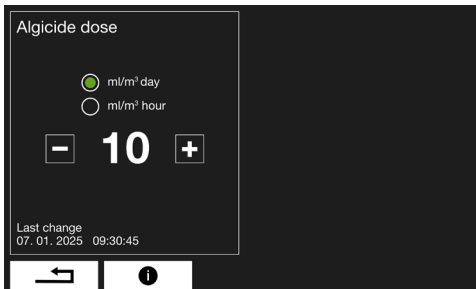 Algicide dose
ml/m³ day
ml/m³ hour
− 10 +
Last change
07. 01. 2025 09:30:45
i